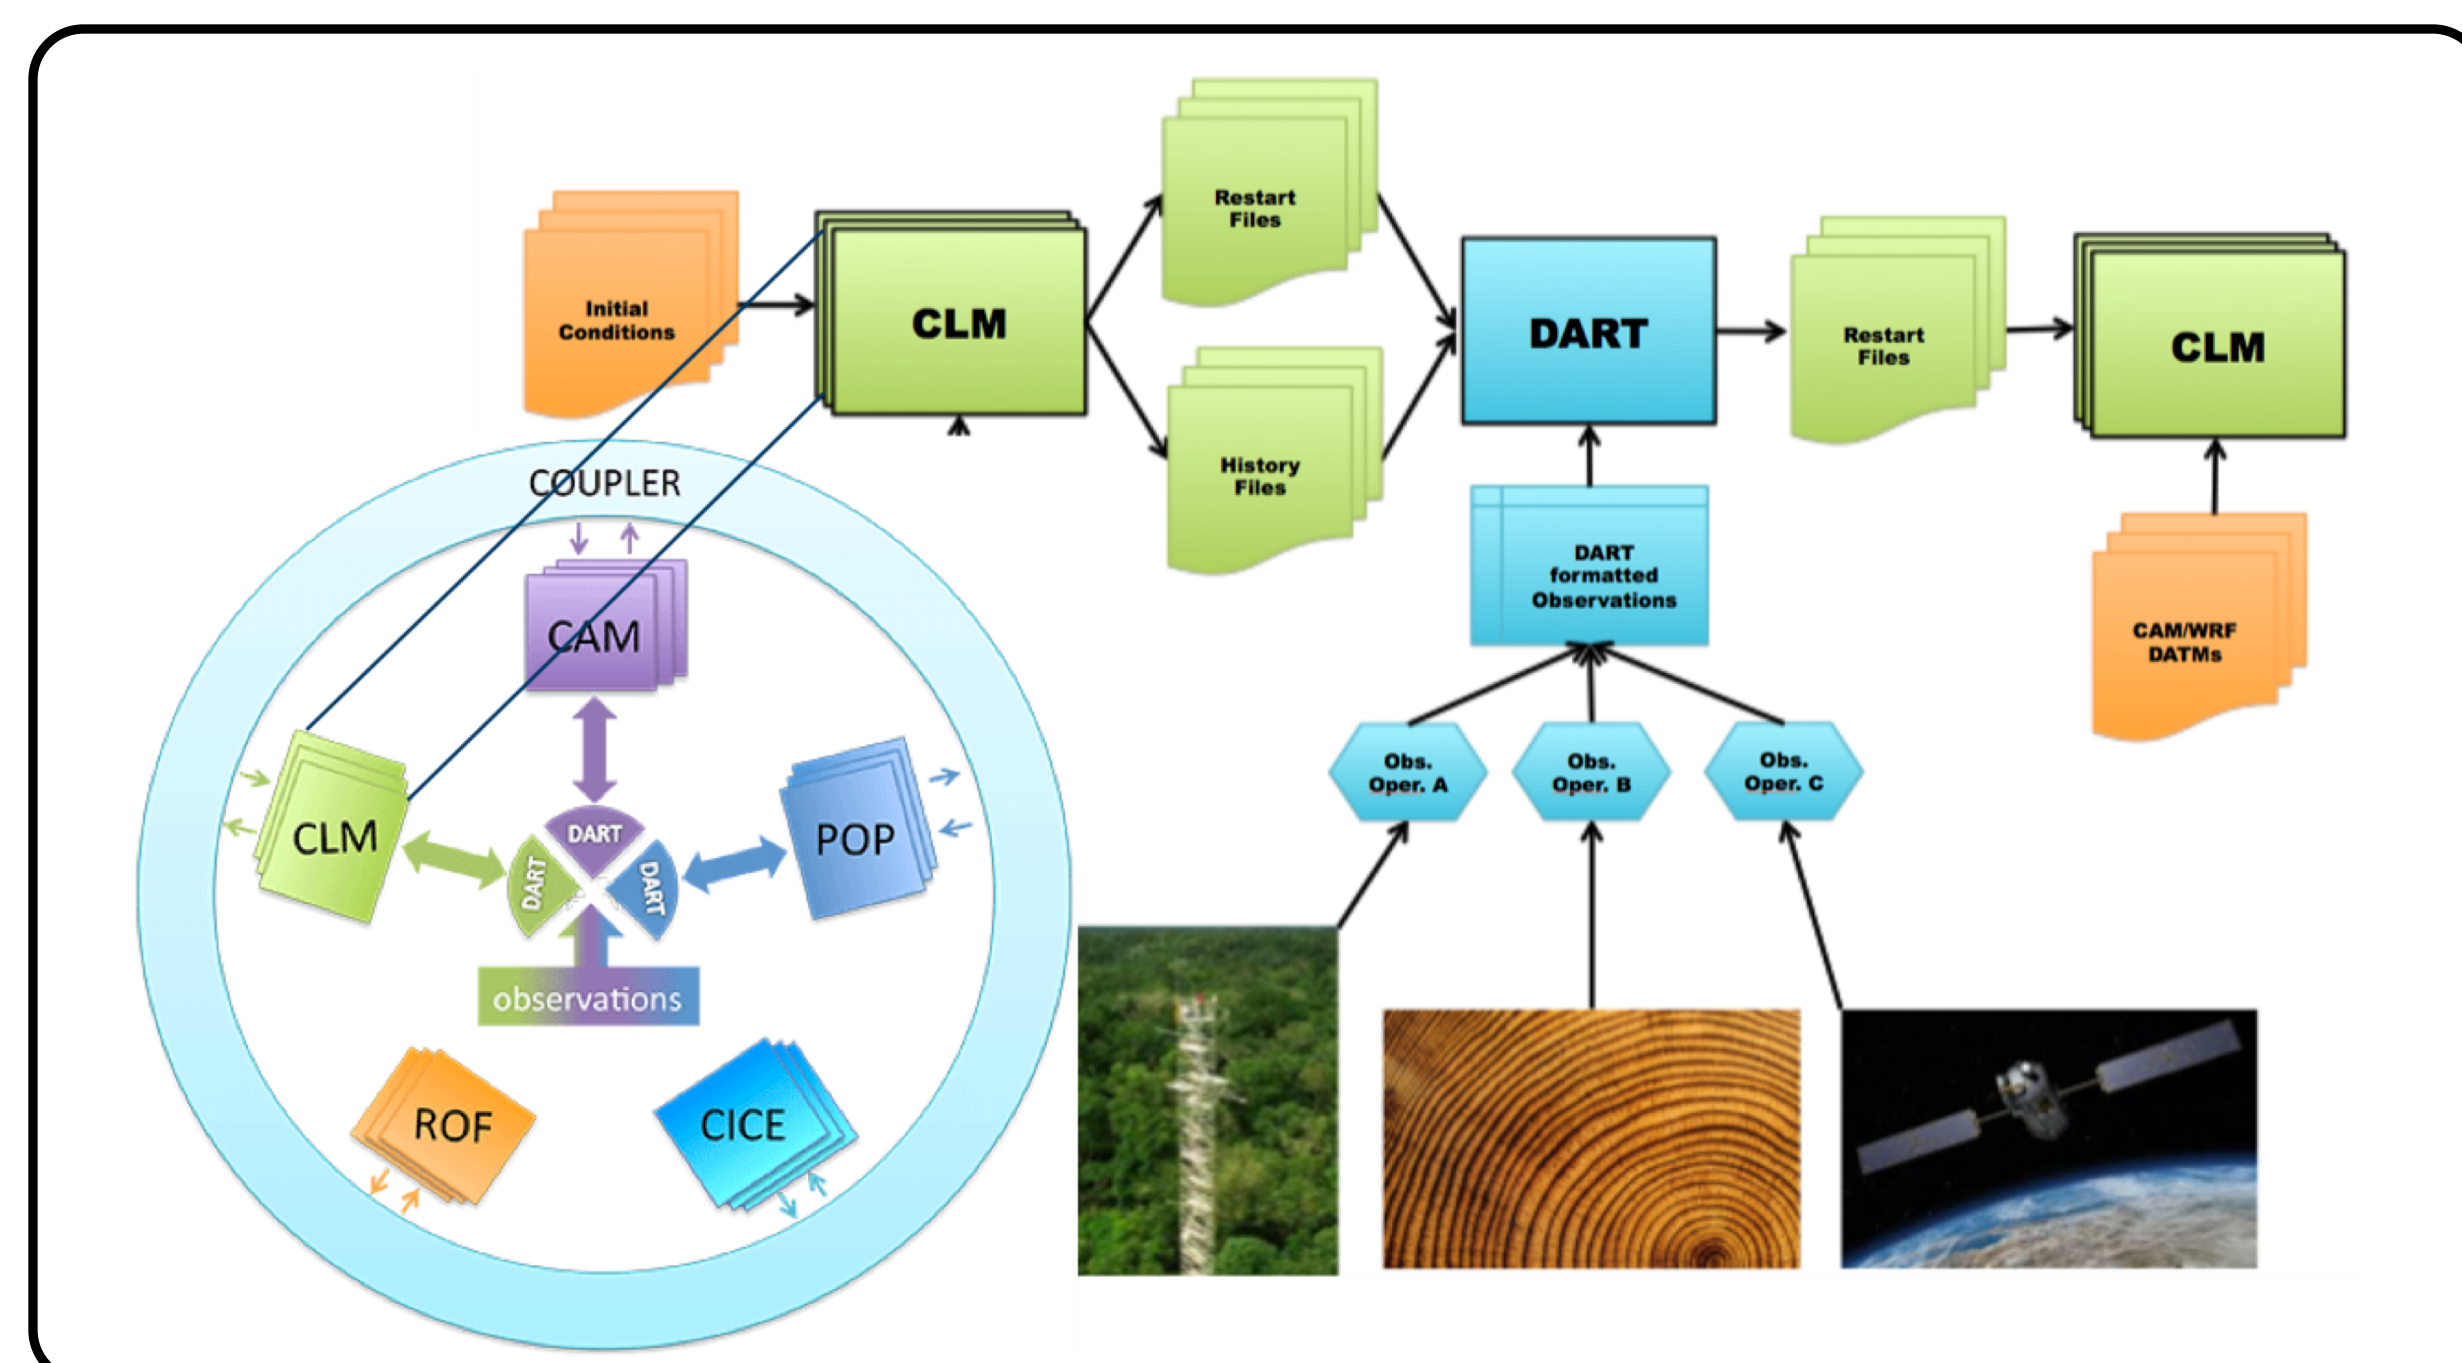 Restart
Files
Initial
Conditions
CLM
DART
Restart
Files
CLM
History
Files
COUPLER
DART
formatted
Observations
CAM
CAM/WRF
DATMs
Obs.
Oper. A
Obs.
Oper. B
Obs.
Oper. C
CLM
DART
DART
DART
POP
observations
ROF
CICE